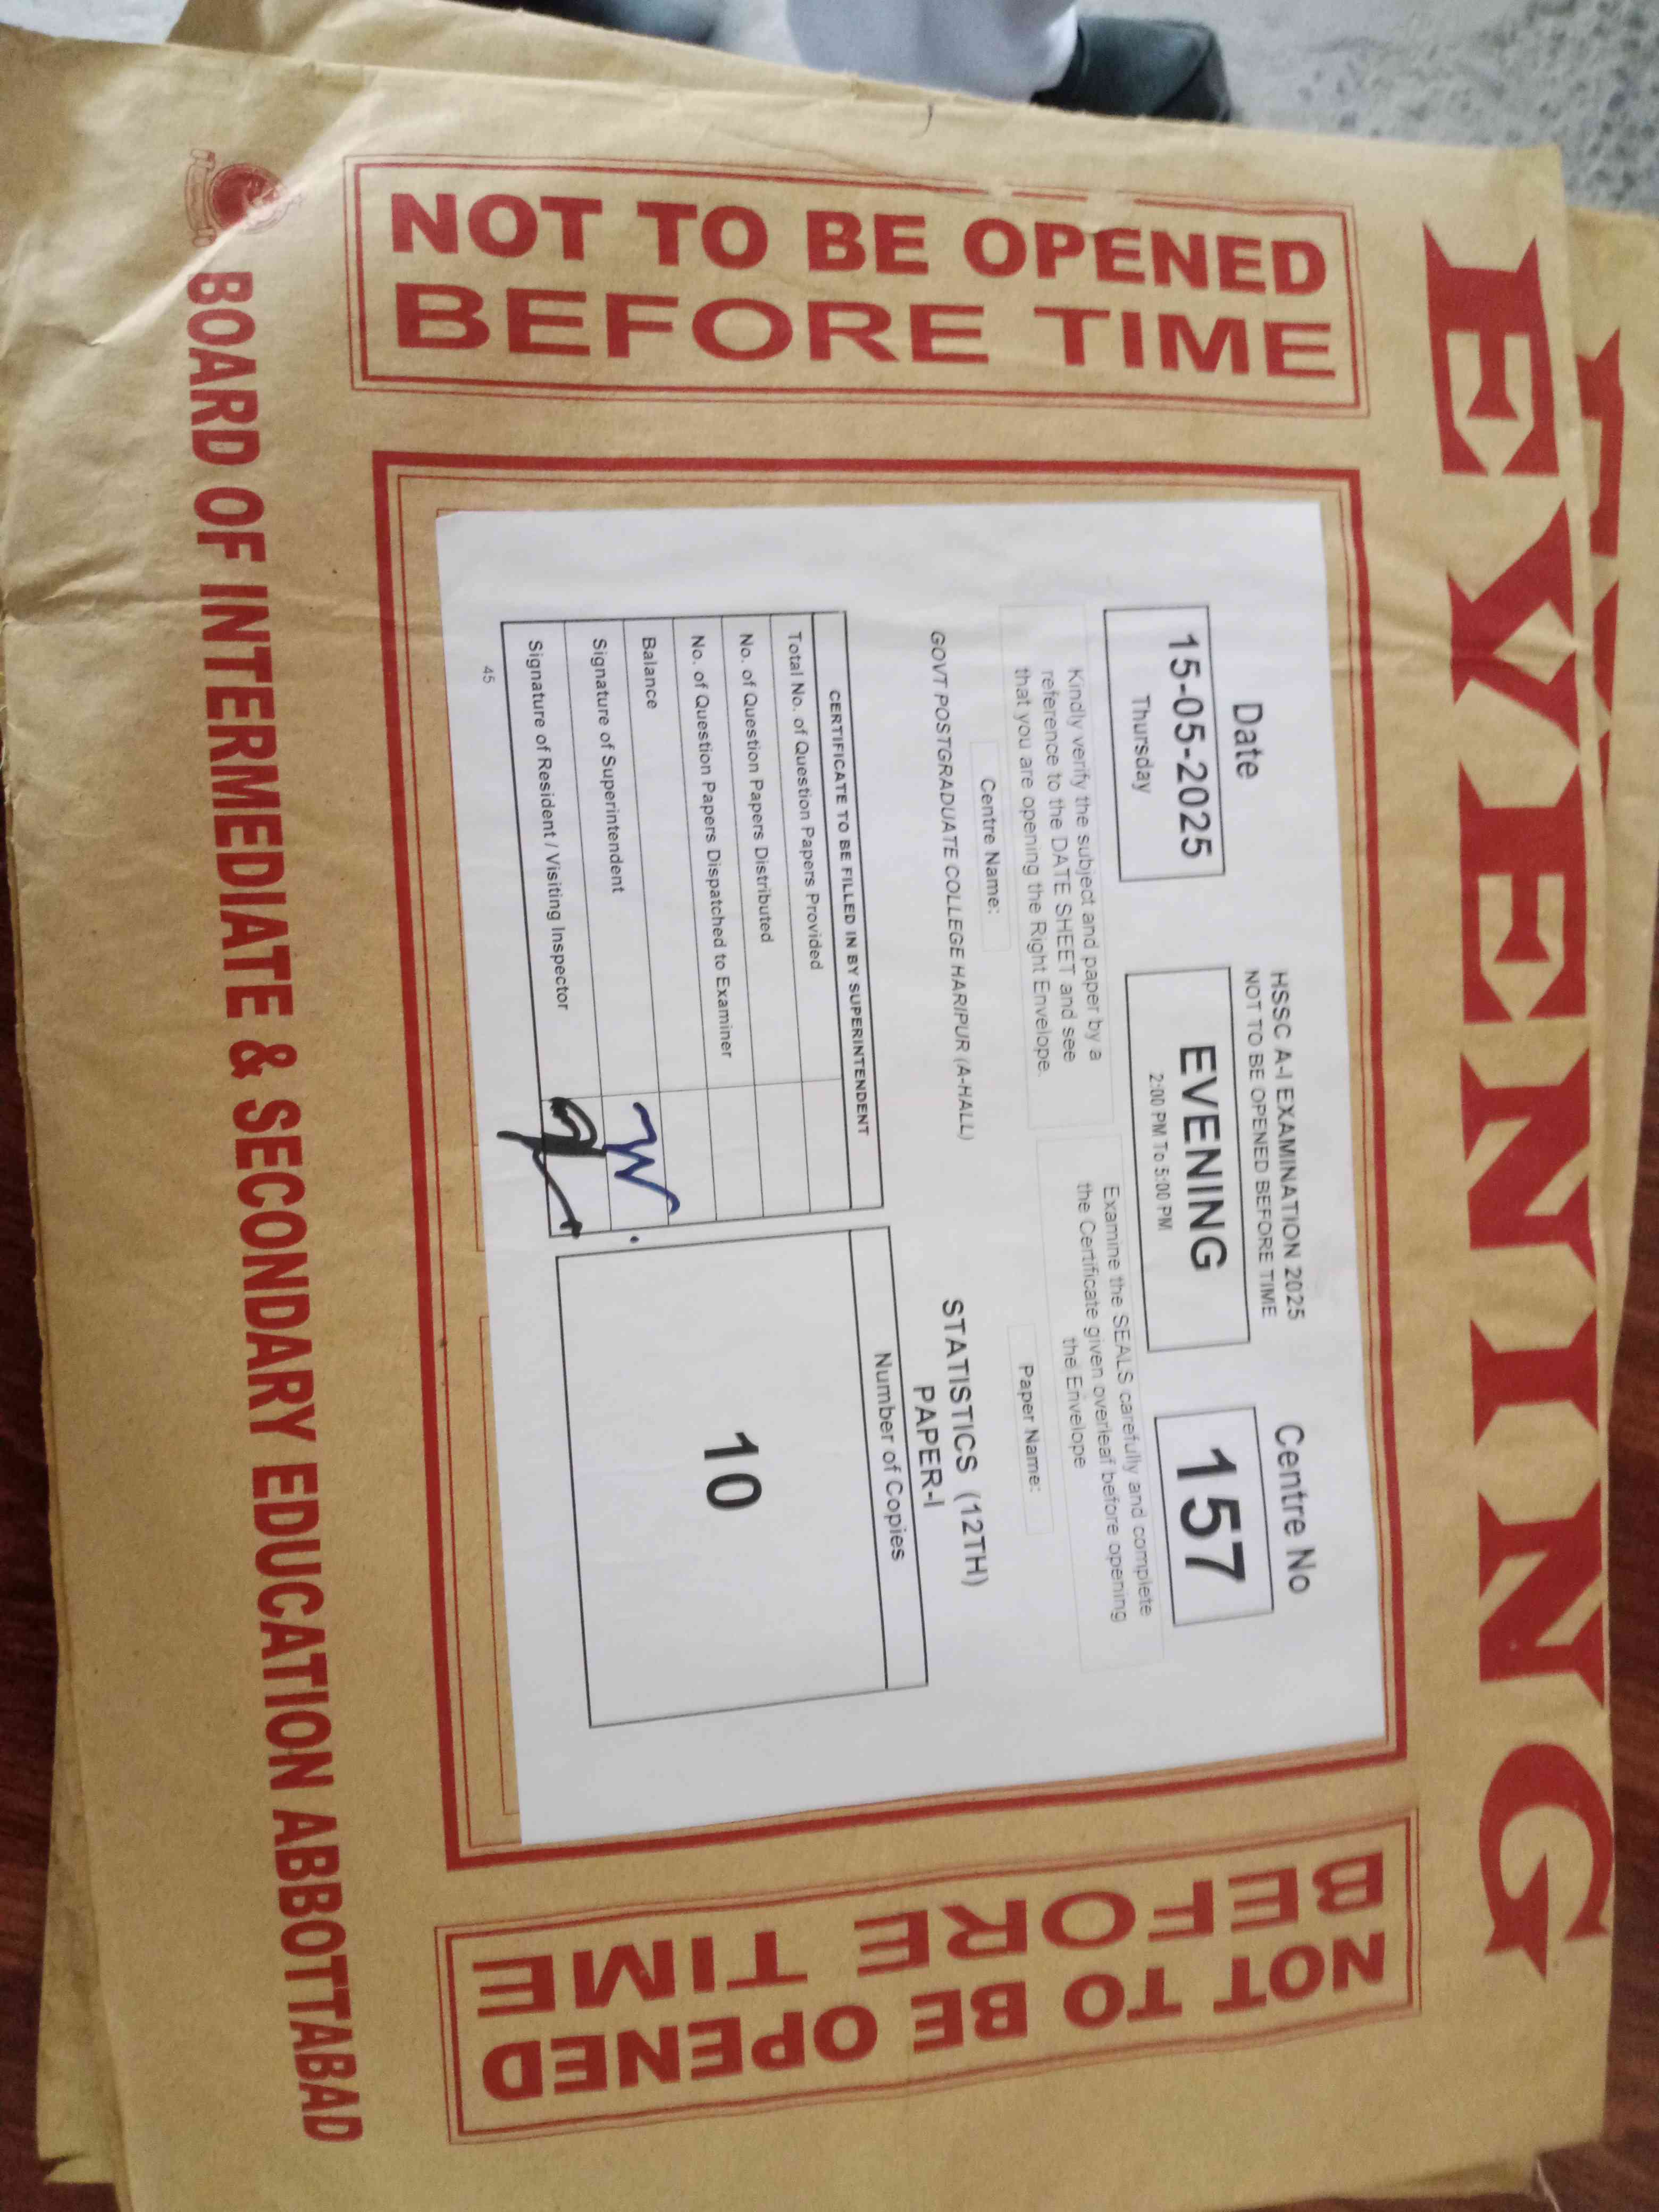 EVENING
NOT TO BE OPENED
BEFORE TIME
HSSC A-I EXAMINATION 2025
NOT TO BE OPENED BEFORE TIME
Date
15-05-2025
Thursday
EVENING
2:00 PM To 5:00 PM
Centre No
157
Kindly verify the subject and paper by a
reference to the DATE SHEET and see
that you are opening the Right Envelope.
Examine the SEALS carefully and complete
the Certificate given overleaf before opening
the Envelope
Centre Name:
GOVT POSTGRADUATE COLLEGE HARIPUR (A-HALL)
Paper Name:
STATISTICS (12TH)
PAPER-I
CERTIFICATE TO BE FILLED IN BY SUPERINTENDENT
Total No. of Question Papers Provided
No. of Question Papers Distributed
No. of Question Papers Dispatched to Examiner
Balance
Signature of Superintendent
Signature of Resident / Visiting Inspector
45
Number of Copies
10
NOT TO BE OPENED
BEFORE TIME
BOARD OF INTERMEDIATE & SECONDARY EDUCATION ABBOTTABAD